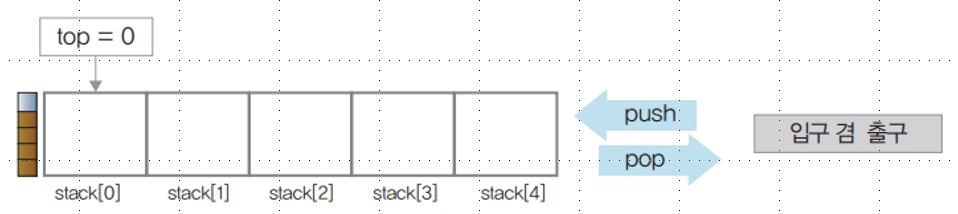 top = 0
push
pop
입구 겸 출구
stack[0] stack[1] stack[2] stack[3] stack[4]